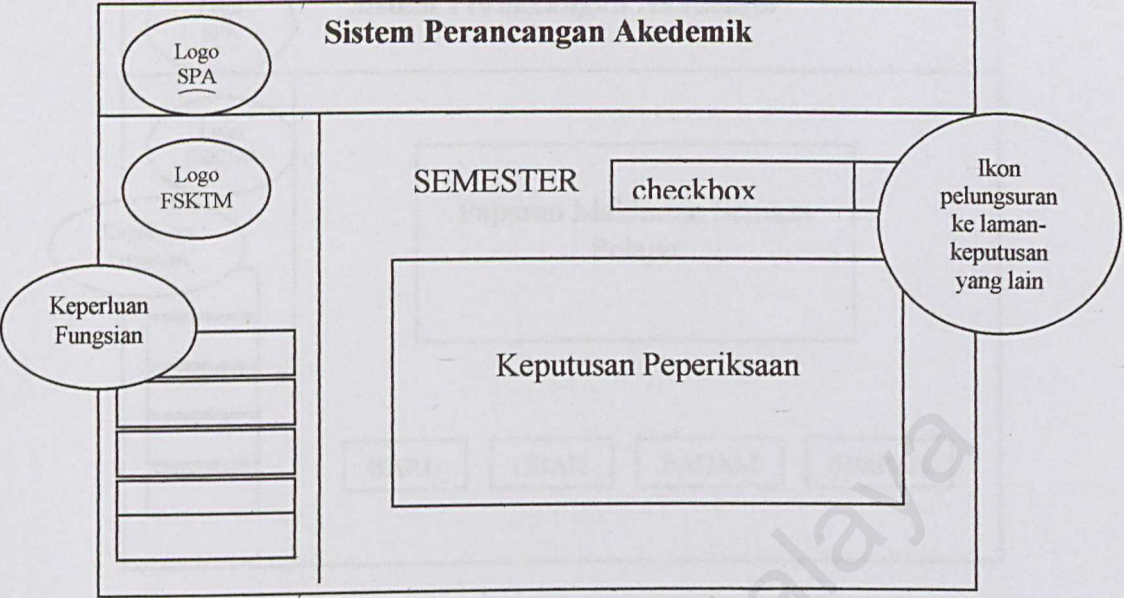 Sistem Perancangan Akedemik
Logo
SPA
Logo
FSKTM
SEMESTER
checkbox
Ikon
pelungsuran
ke laman-
keputusan
yang lain
Keperluan
Fungsian
Keputusan Peperiksaan
alaya